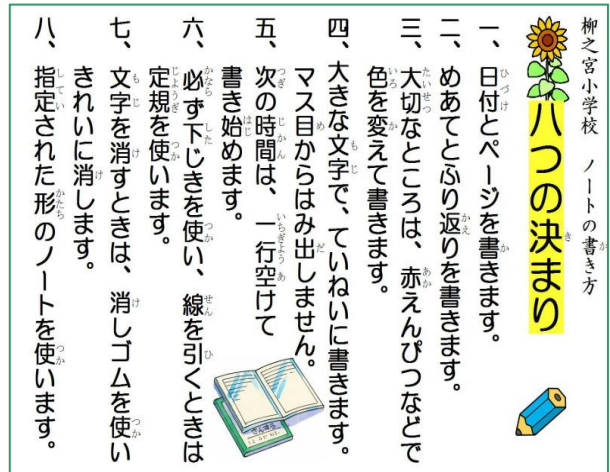 柳之宮小学校　ノートの書き方
八つの決まり
一、日付とページを書きます。
二、めあてとふり返りを書きます。
三、大切なところは、赤えんぴつなどで
色を変えて書きます。
四、大きな文字で、ていねいに書きます。
マス目からはみ出しません。
五、次の時間は、一行空けて
書き始めます。
六、必ず下じきを使い、線を引くときは
定規を使います。
七、文字を消すときは、消しゴムを使い
きれいに消します。
八、指定された形のノートを使います。